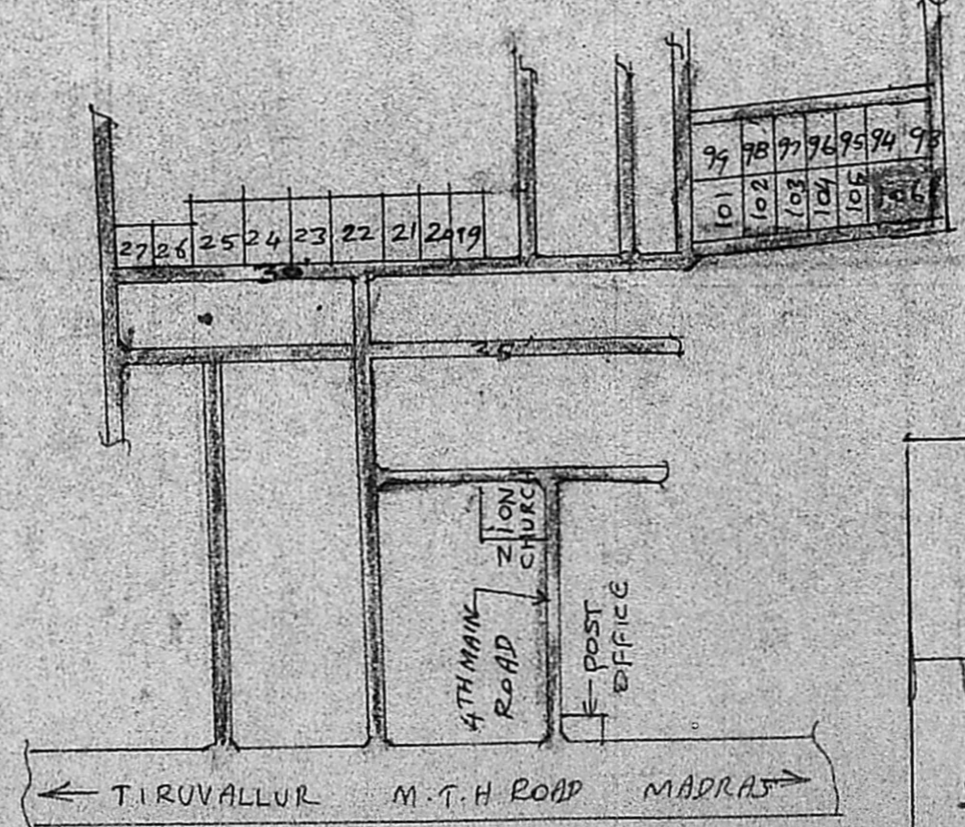 99 98 97 96 95 94 93
101 102 103 104 105 106
27 26 25 24 23 22 21 20 19
30'
ZION
CHURCH
4TH MAIN
ROAD
← POST
OFFICE
← TIRUVALLUR M.T.H ROAD MADRAS →